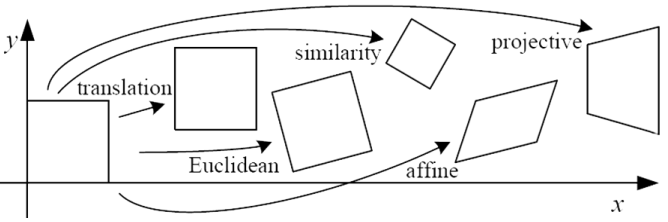 y
similarity
projective
translation
Euclidean
affine
x